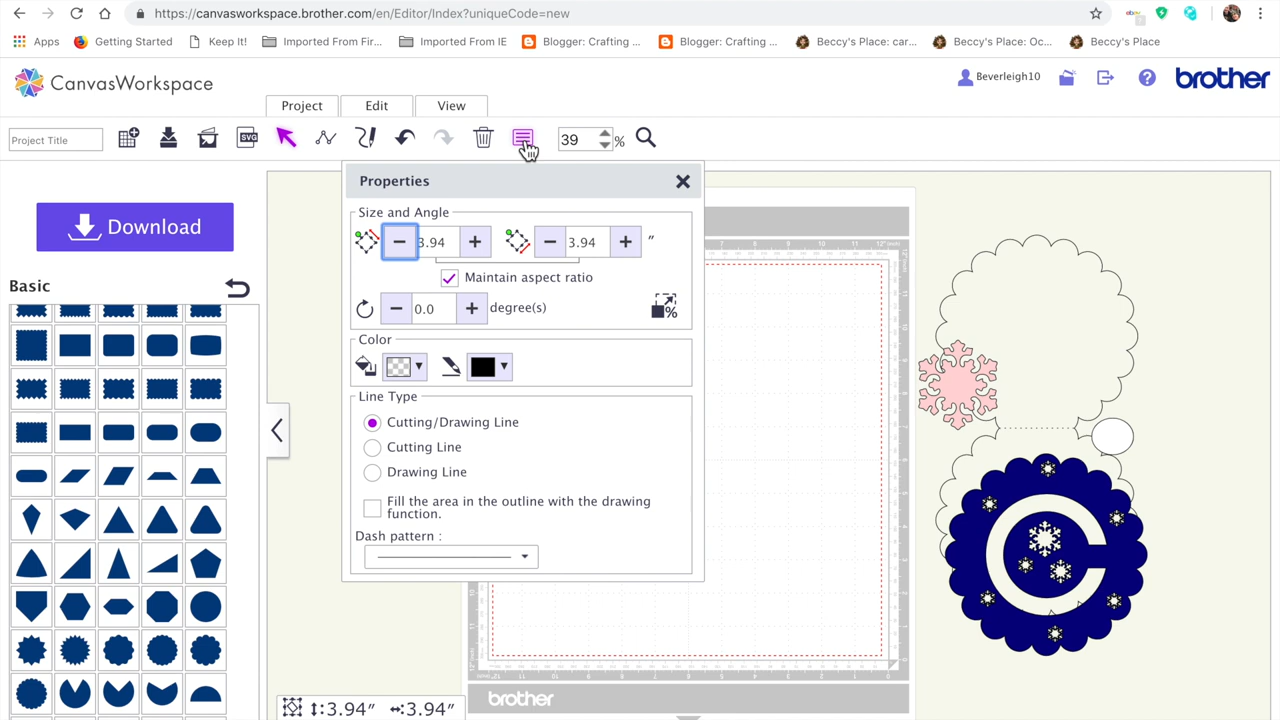 https://canvasworkspace.brother.com/en/Editor/Index?uniqueCode=new
Apps Getting Started Keep It! Imported From Fir... Imported From IE Blogger: Crafting ... Blogger: Crafting ... Beccy's Place: car... Beccy's Place: Oc... Beccy's Place
CanvasWorkspace
Beverleigh10
brother
Project Edit View
Project Title
SVG
39 %
Properties
Download
Size and Angle
3.94
3.94 "
Maintain aspect ratio
Basic
0.0 degree(s)
%
Color
Line Type
Cutting/Drawing Line
Cutting Line
Drawing Line
Fill the area in the outline with the drawing
function.
Dash pattern :
brother
3.94" 3.94"